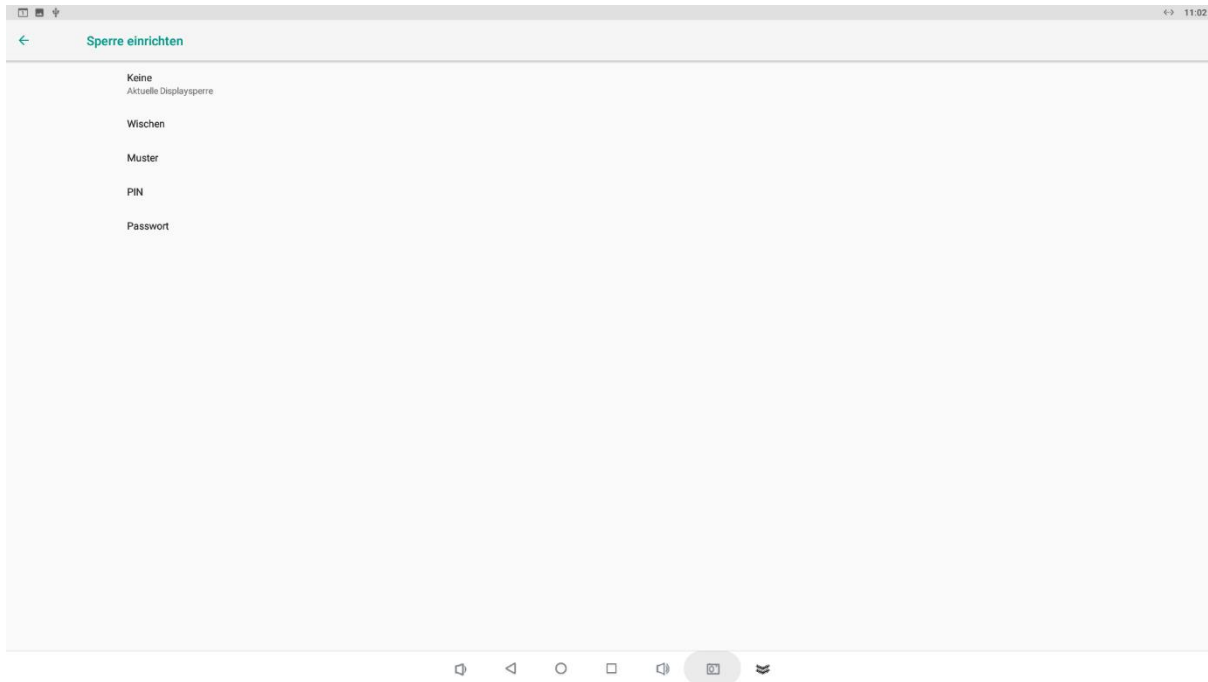 11:02
Sperre einrichten
Keine
Aktuelle Displaysperre
Wischen
Muster
PIN
Passwort